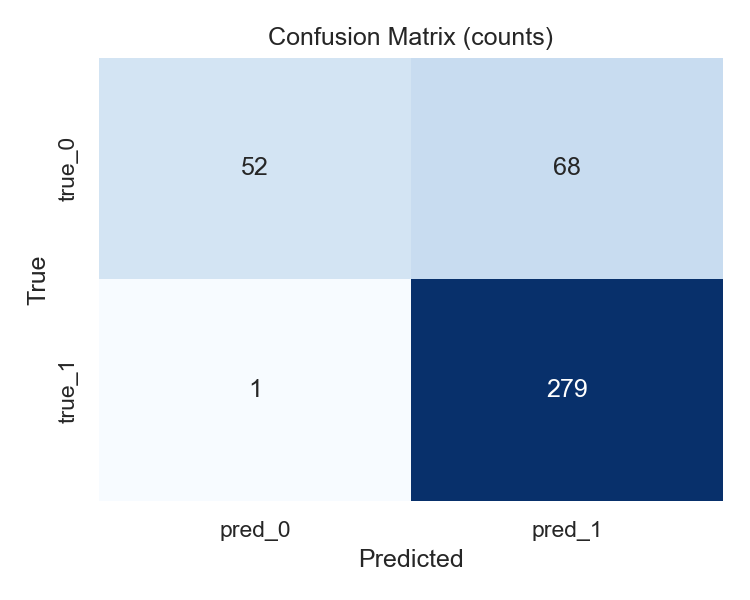 Confusion Matrix (counts)
True
true_0
52
68
true_1
1
279
pred_0
pred_1
Predicted